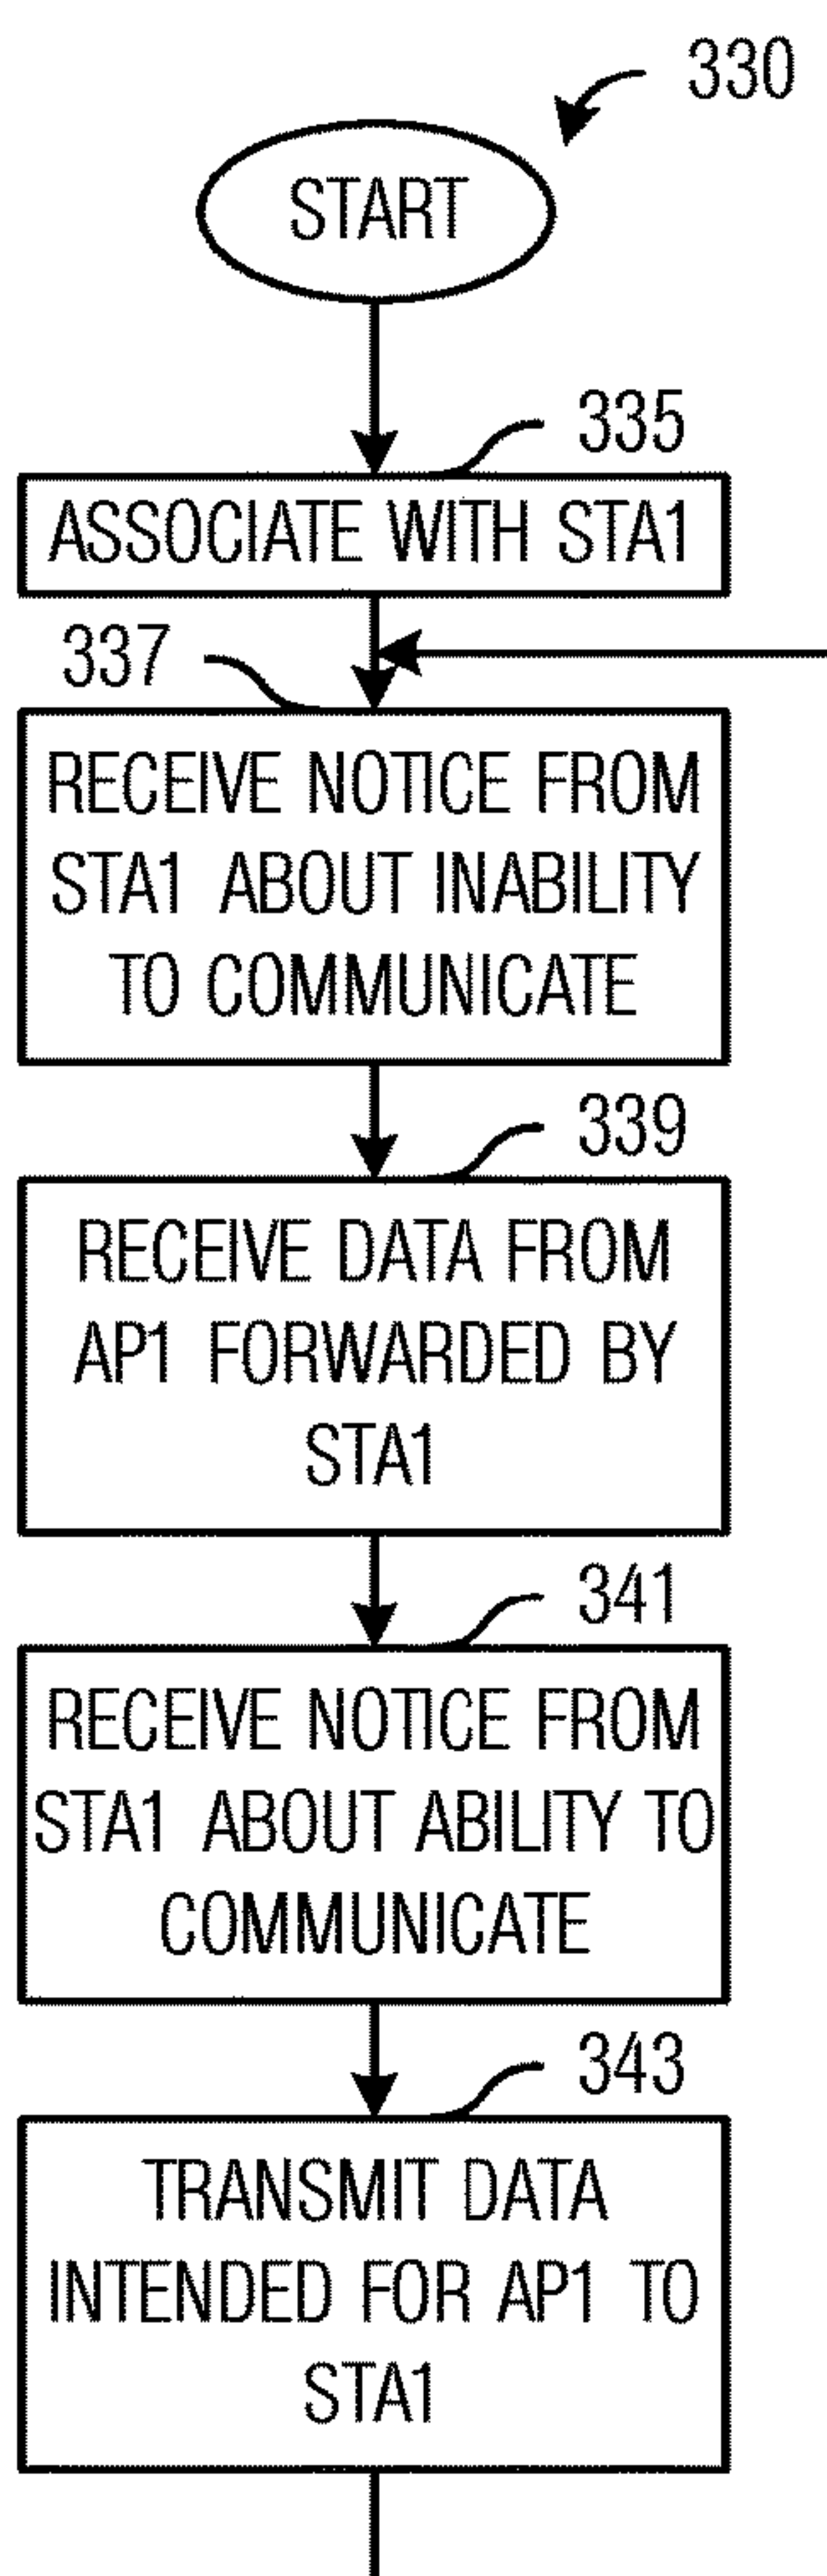 330
START
335
ASSOCIATE WITH STA1
337
RECEIVE NOTICE FROM
STA1 ABOUT INABILITY
TO COMMUNICATE
339
RECEIVE DATA FROM
AP1 FORWARDED BY
STA1
341
RECEIVE NOTICE FROM
STA1 ABOUT ABILITY TO
COMMUNICATE
343
TRANSMIT DATA
INTENDED FOR AP1 TO
STA1